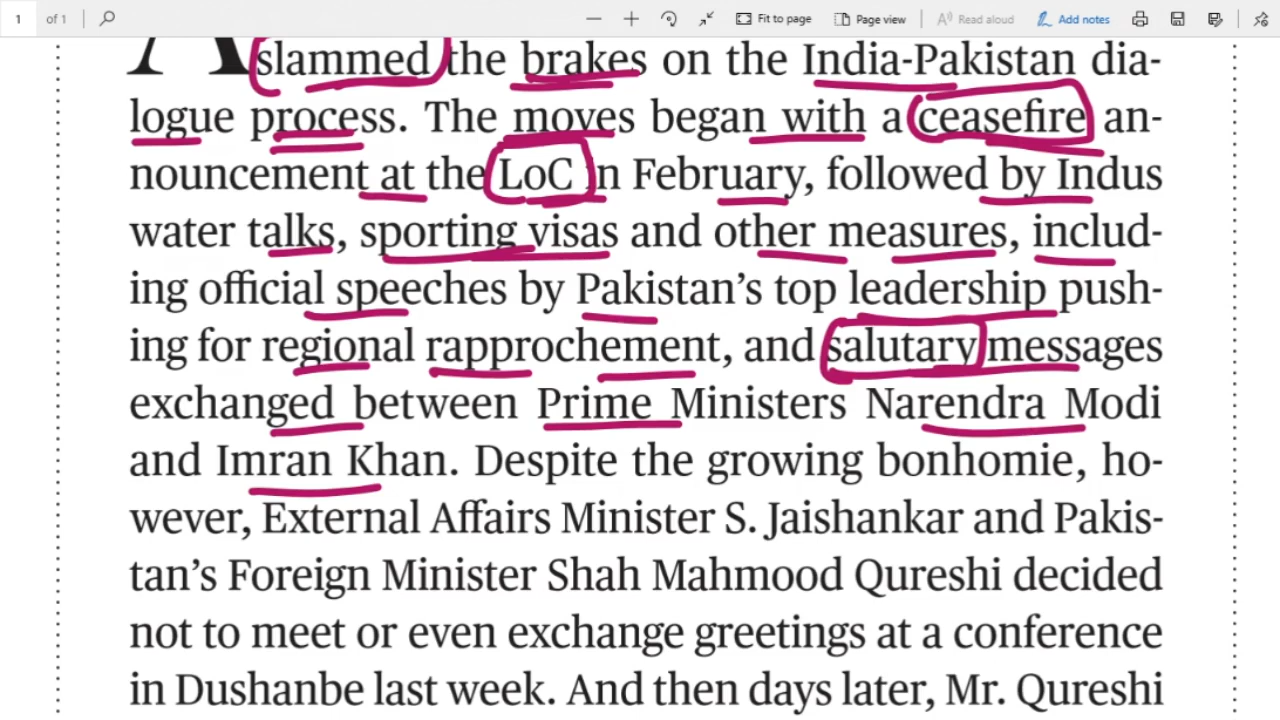 1 of 1 Fit to page Page view Read aloud Add notes
A slammed the brakes on the India-Pakistan dia-
logue process. The moves began with a ceasefire an-
nouncement at the LoC in February, followed by Indus
water talks, sporting visas and other measures, includ-
ing official speeches by Pakistan’s top leadership push-
ing for regional rapprochement, and salutary messages
exchanged between Prime Ministers Narendra Modi
and Imran Khan. Despite the growing bonhomie, ho-
wever, External Affairs Minister S. Jaishankar and Pakis-
tan’s Foreign Minister Shah Mahmood Qureshi decided
not to meet or even exchange greetings at a conference
in Dushanbe last week. And then days later, Mr. Qureshi